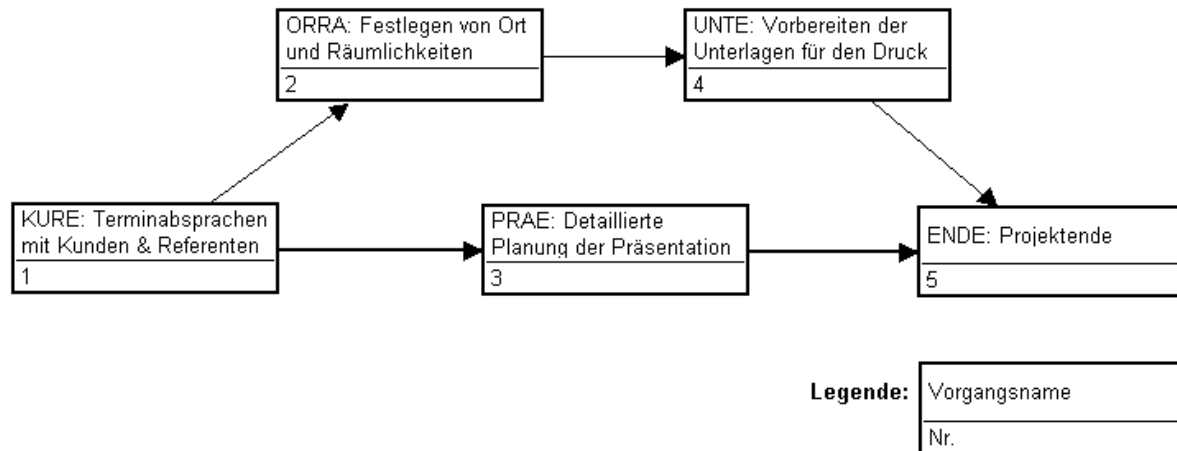 ORRA: Festlegen von Ort
und Räumlichkeiten
2
UNTE: Vorbereiten der
Unterlagen für den Druck
4
KURE: Terminabsprachen
mit Kunden & Referenten
1
PRAE: Detaillierte
Planung der Präsentation
3
ENDE: Projektende
5
Legende:
Vorgangsname
Nr.